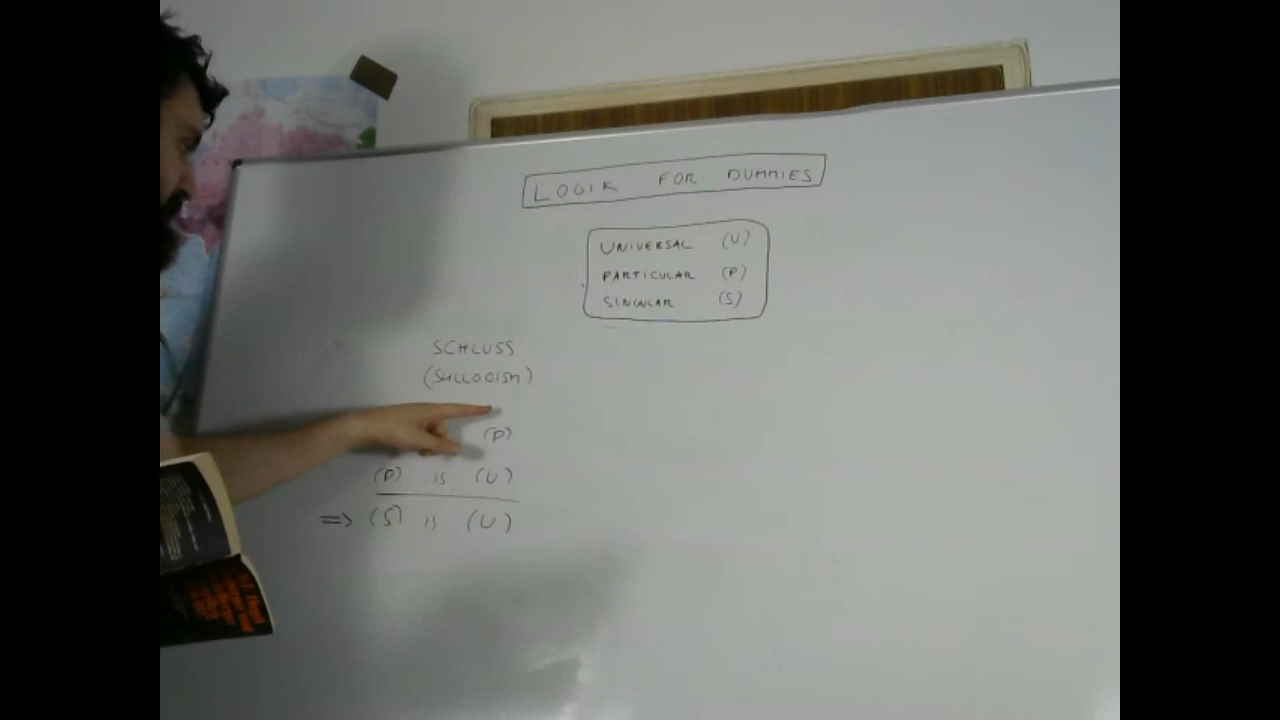 LOGIK FOR DUMMIES
UNIVERSAL (U)
PARTICULAR (P)
SINGULAR (S)
SCHLUSS
(SYLLOGISM)
(P)
(P) is (U)
=> (S) is (U)